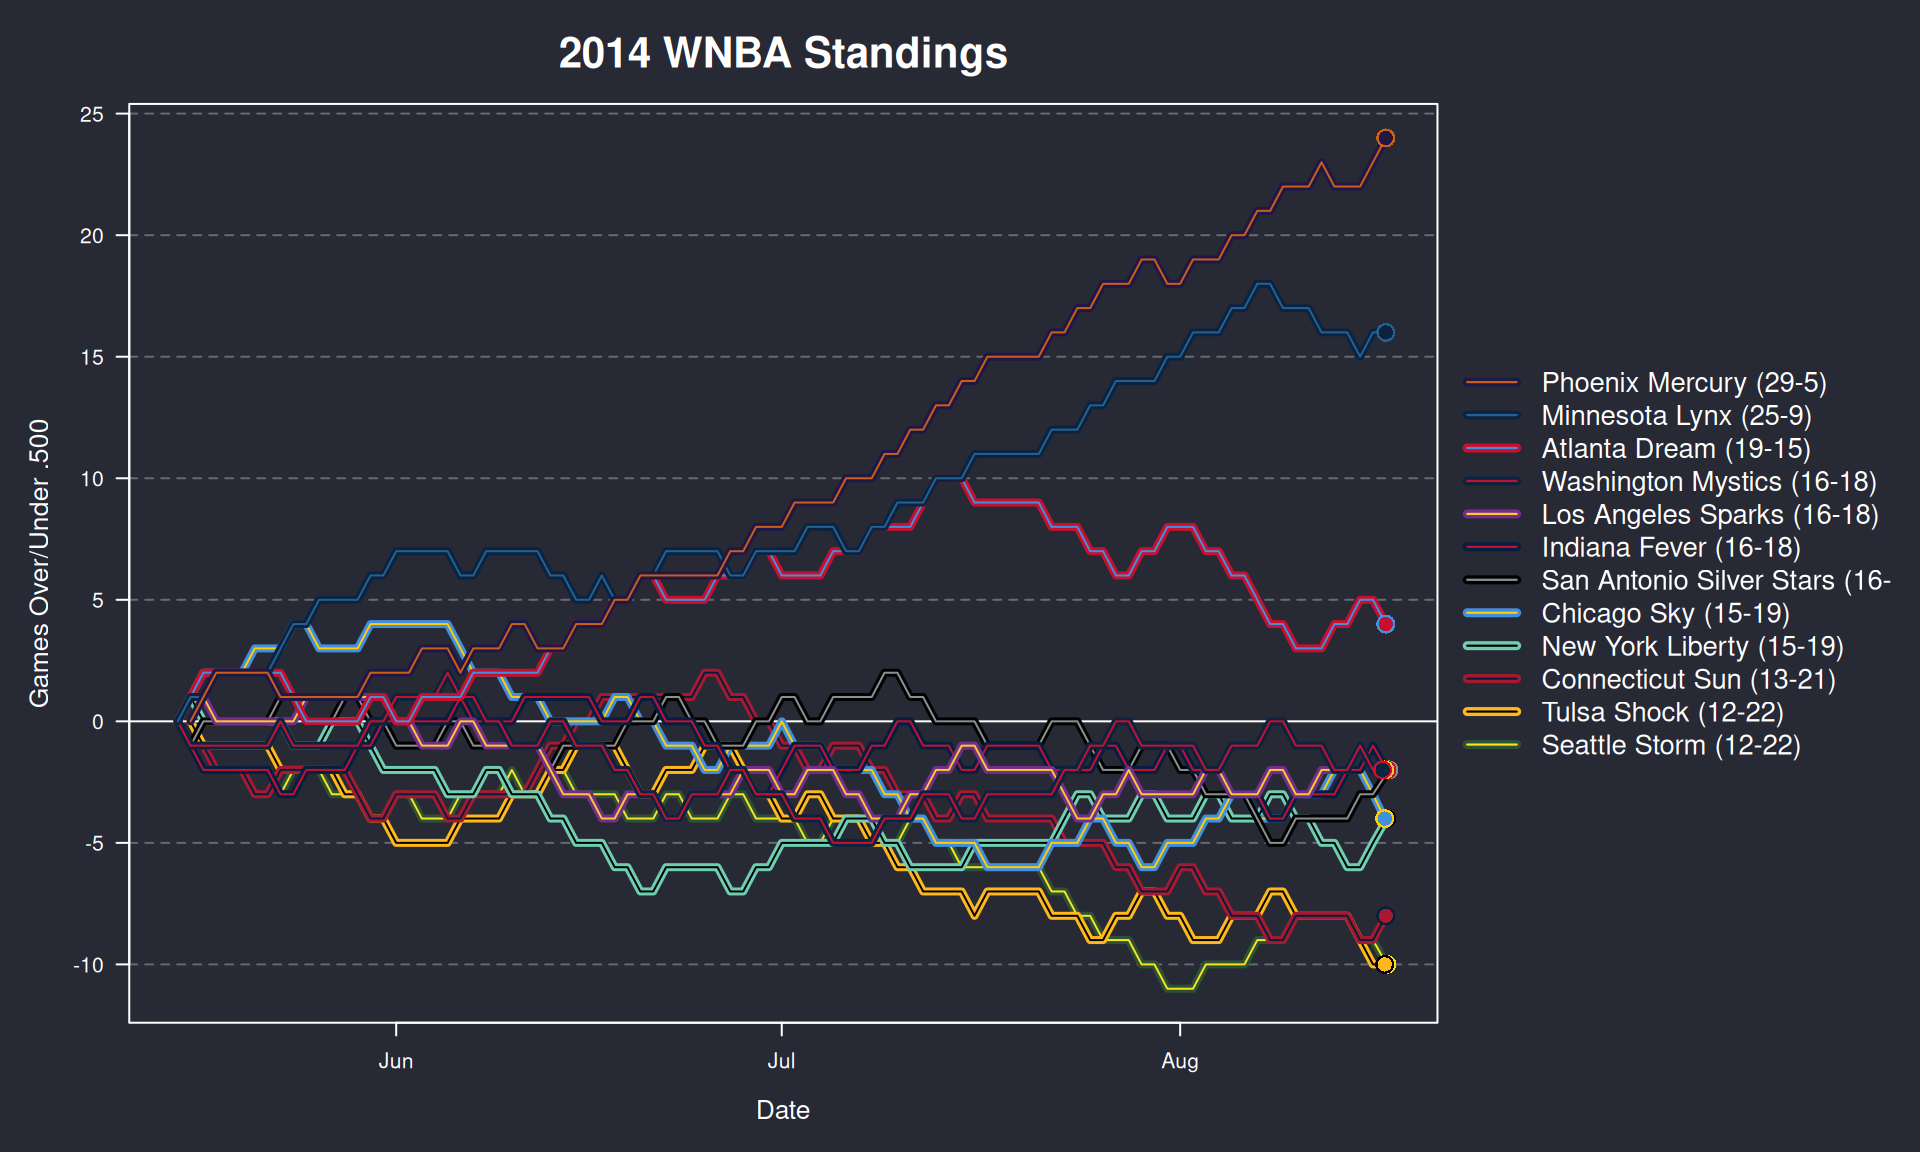 2014 WNBA Standings
25
20
15
10
5
0
-5
-10
Games Over/Under .500
Jun
Jul
Aug
Date
Phoenix Mercury (29-5)
Minnesota Lynx (25-9)
Atlanta Dream (19-15)
Washington Mystics (16-18)
Los Angeles Sparks (16-18)
Indiana Fever (16-18)
San Antonio Silver Stars (16-
Chicago Sky (15-19)
New York Liberty (15-19)
Connecticut Sun (13-21)
Tulsa Shock (12-22)
Seattle Storm (12-22)